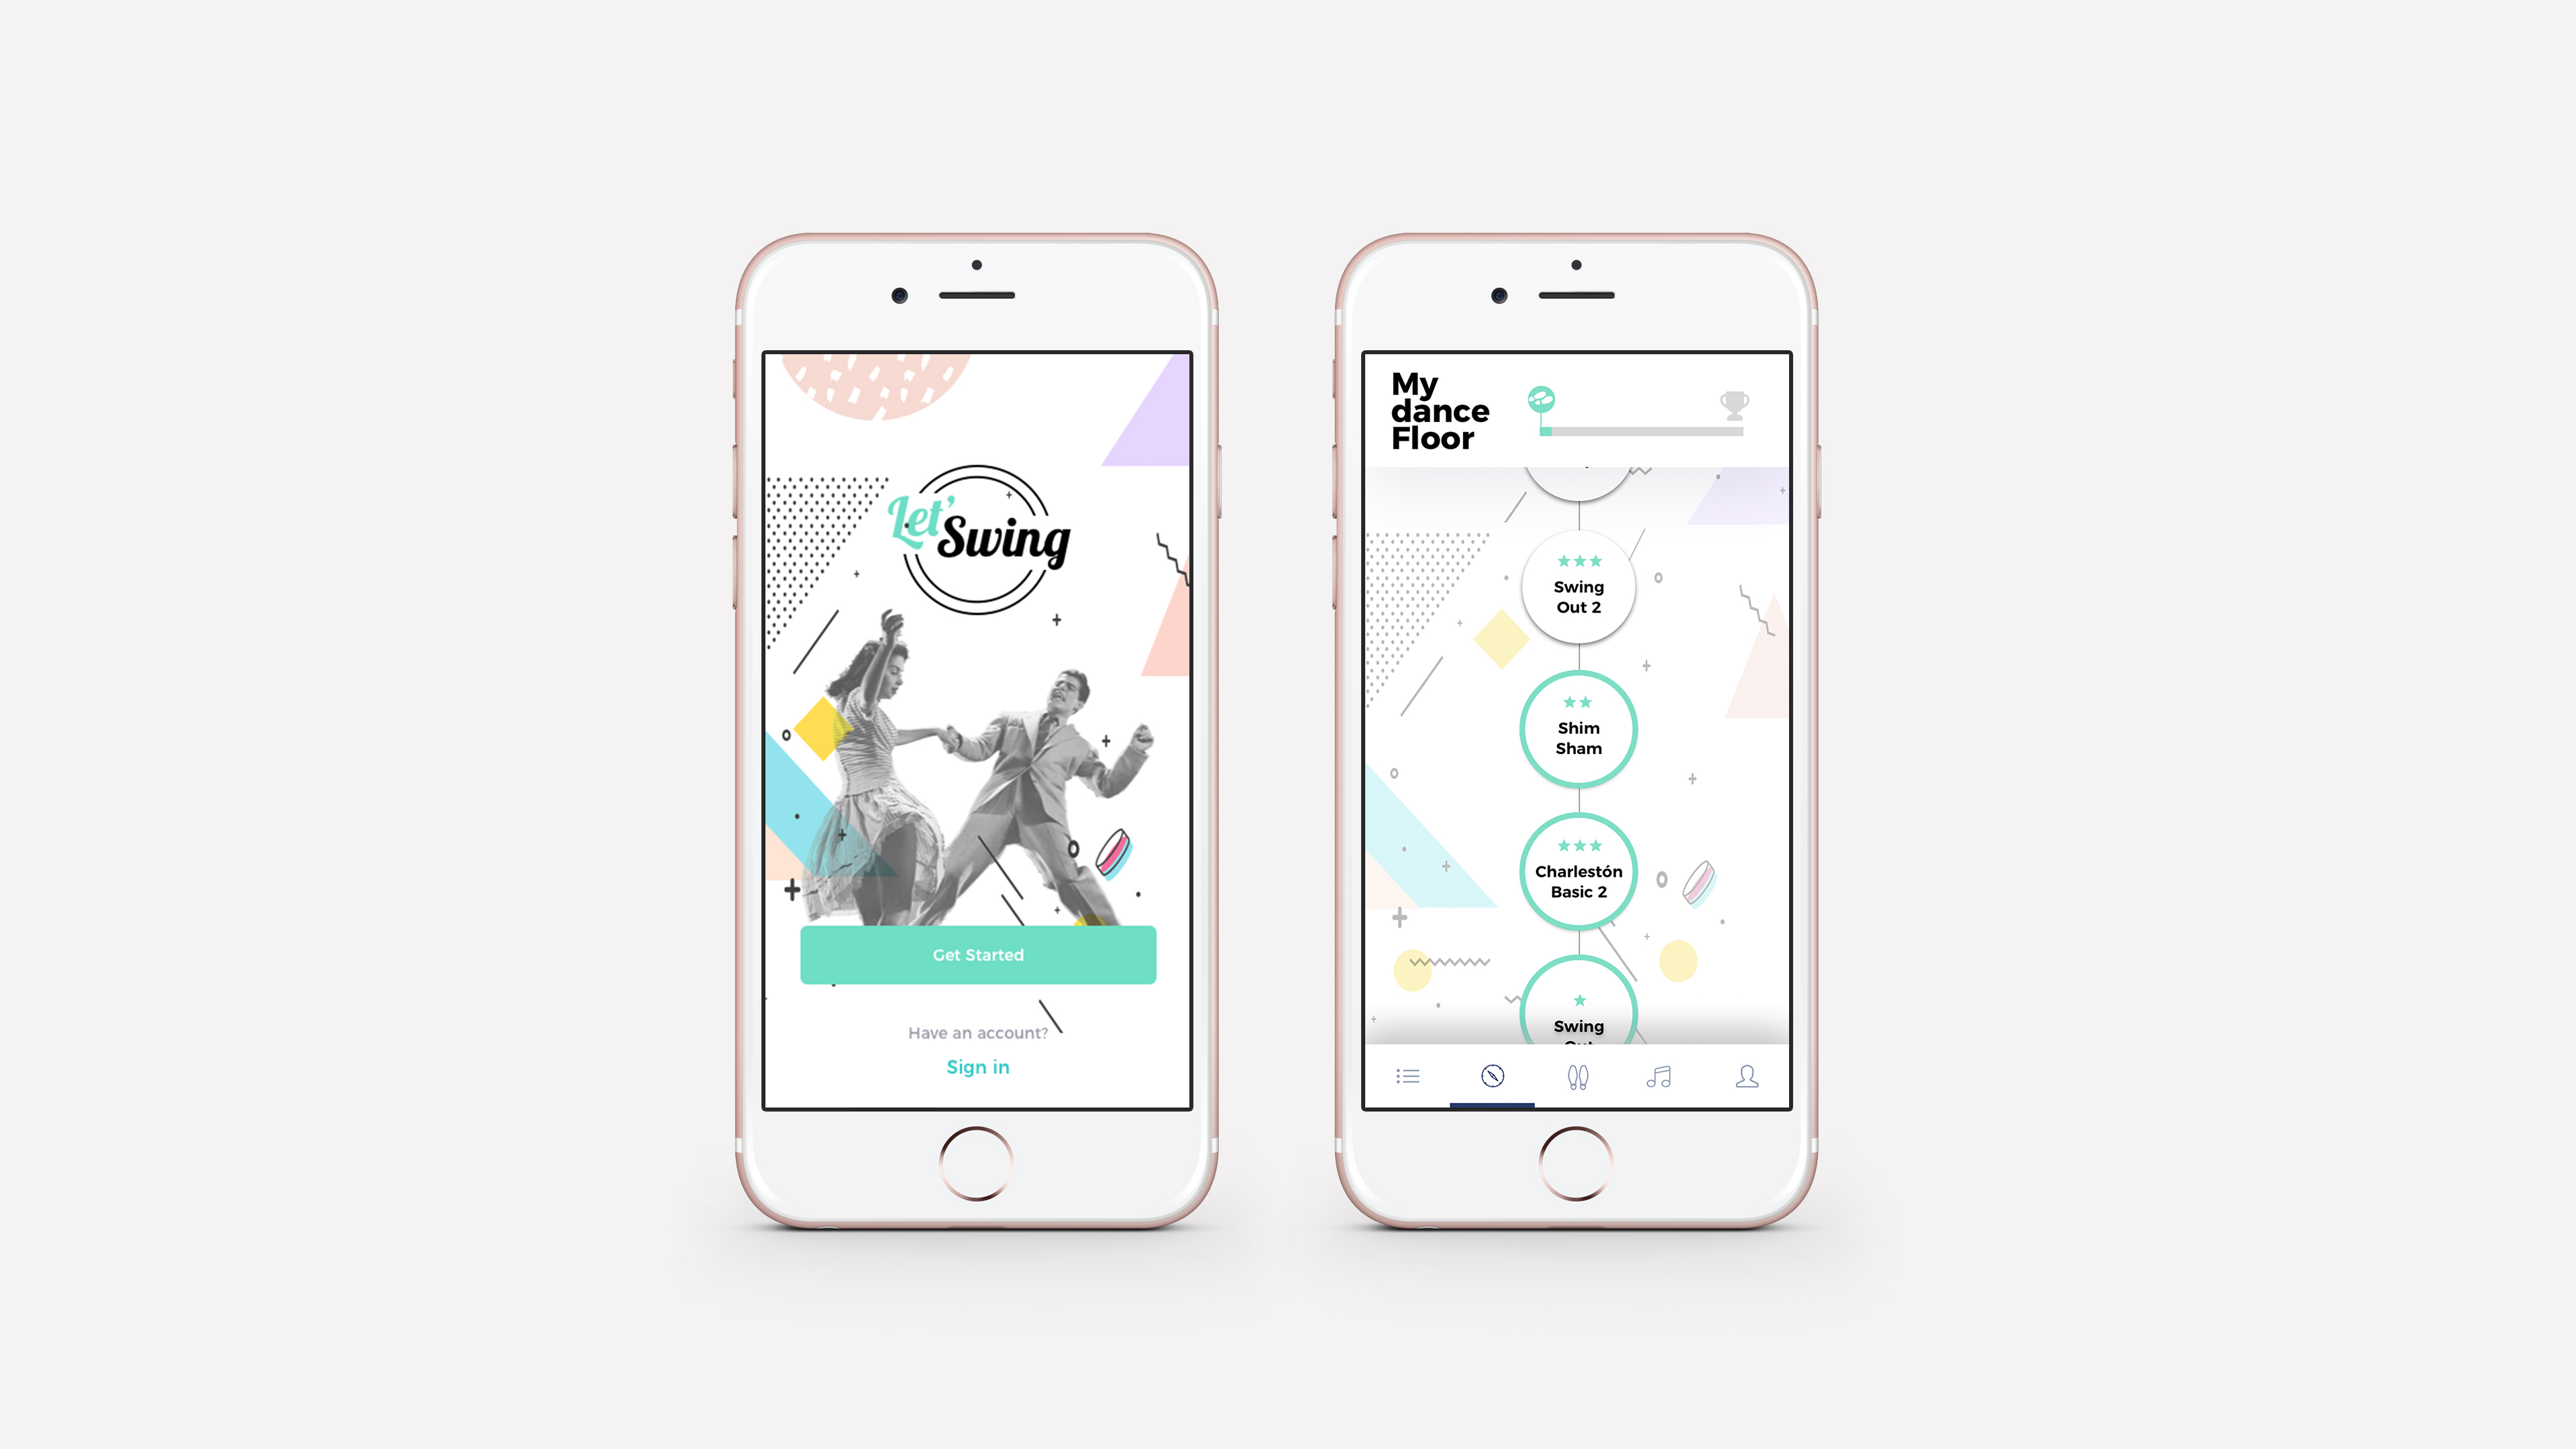 Let'
Swing
Get Started
Have an account?
Sign in
My
dance
Floor
Swing
Out 2
Shim
Sham
Charlestón
Basic 2
Swing